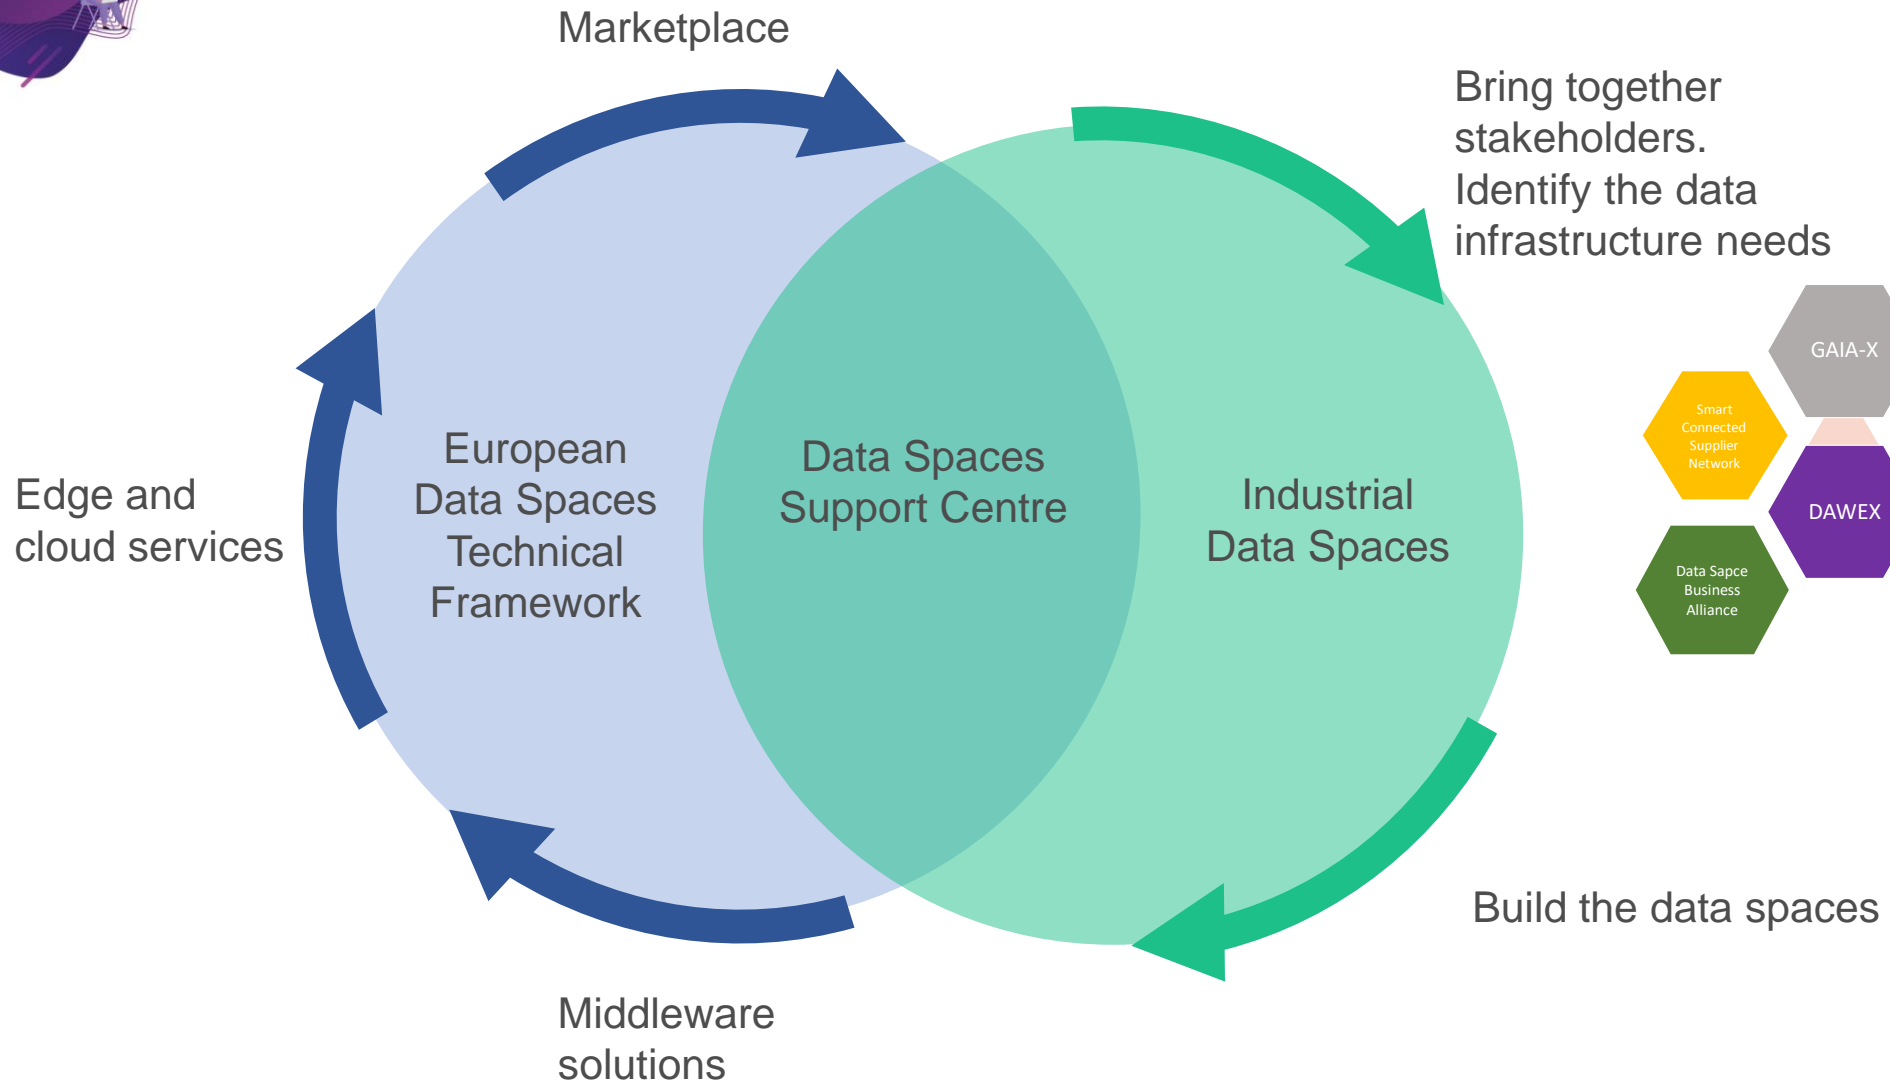 Marketplace
Bring together
stakeholders.
Identify the data
infrastructure needs
GAIA-X
Smart
Connected
Supplier
Network
DAWEX
Data Sapce
Business
Alliance
European
Data Spaces
Technical
Framework
Data Spaces
Support Centre
Industrial
Data Spaces
Edge and
cloud services
Build the data spaces
Middleware
solutions